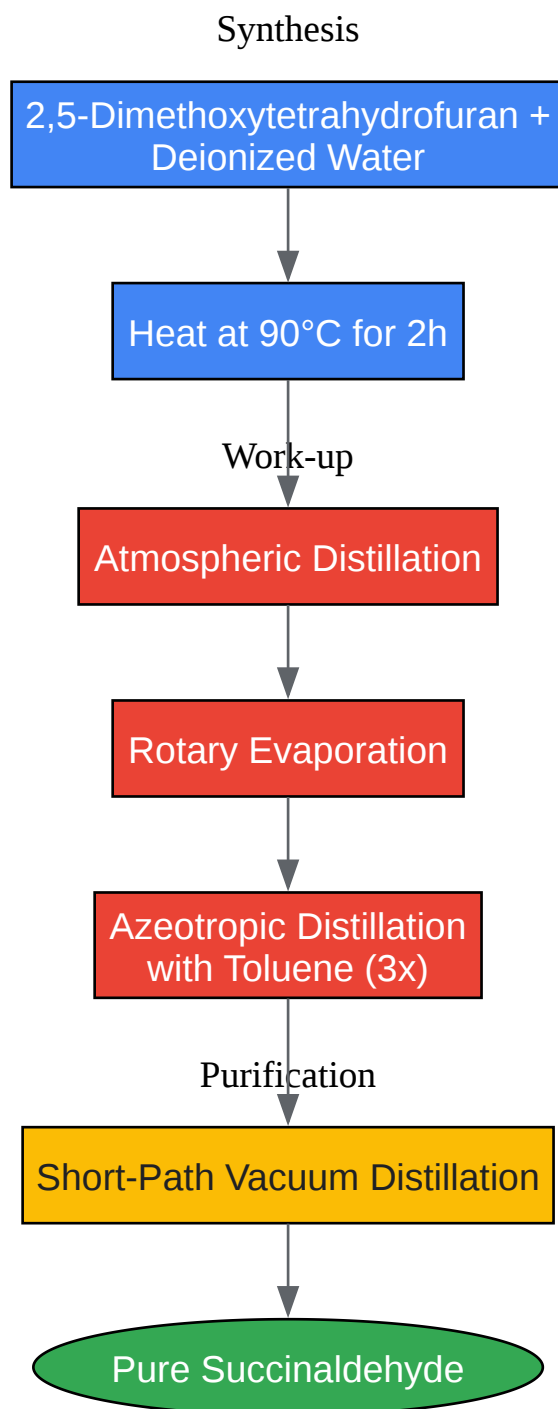 Synthesis
2,5-Dimethoxytetrahydrofuran +
Deionized Water
Heat at 90°C for 2h
Work-up
Atmospheric Distillation
Rotary Evaporation
Azeotropic Distillation
with Toluene (3x)
Purification
Short-Path Vacuum Distillation
Pure Succinaldehyde